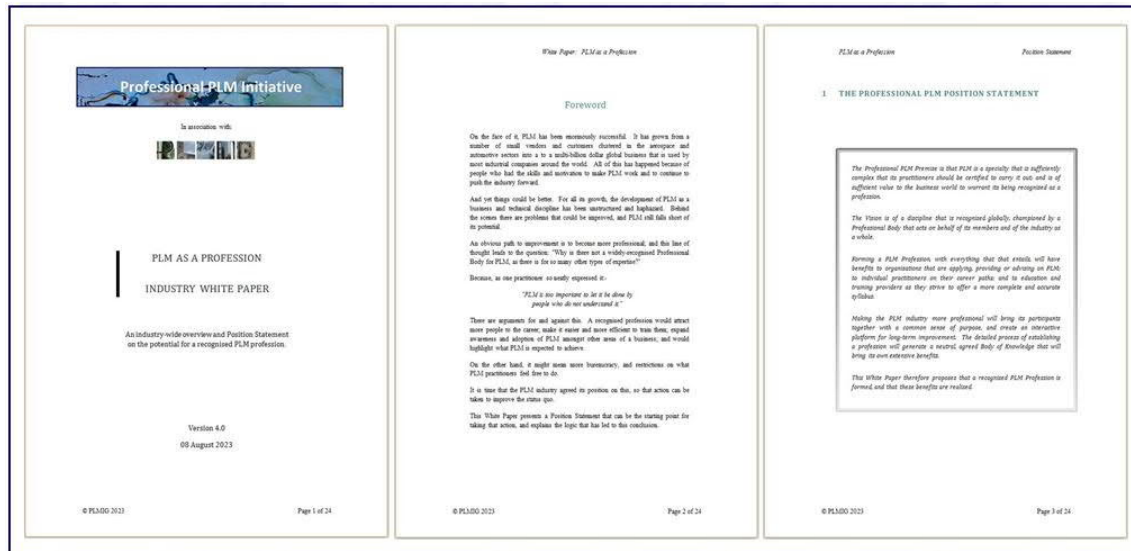 Professional PLM Initiative
In association with:
PLMIG
PLM AS A PROFESSION
INDUSTRY WHITE PAPER
An industry-wide overview and Position Statement
on the potential for a recognised PLM profession.
Version 4.0
08 August 2023
© PLMIG 2023
Page 1 of 24
White Paper: PLM as a Profession
Foreword
On the face of it, PLM has been enormously successful. It has grown from a
number of small vendors and customers clustered in the aerospace and
automotive sectors into a to a multi-billion dollar global business that is used by
most industrial companies around the world. All of this has happened because of
people who had the skills and motivation to make PLM work and to continue to
push the industry forward.
And yet things could be better. For all its growth, the development of PLM as a
business and technical discipline has been unstructured and haphazard. Behind
the scenes there are problems that could be improved, and PLM still falls short of
its potential.
An obvious path to improvement is to become more professional; and this line of
thought leads to the question: "Why is there not a widely-recognised Professional
Body for PLM, as there is for so many other types of expertise?"
Because, as one practitioner so neatly expressed it:-
"PLM is too important to let it be done by
people who do not understand it."
There are arguments for and against this. A recognised profession would attract
more people to the career; make it easier and more efficient to train them; expand
awareness and adoption of PLM amongst other areas of a business; and would
highlight what PLM is expected to achieve.
On the other hand, it might mean more bureaucracy, and restrictions on what
PLM practitioners feel free to do.
It is time that the PLM industry agreed its position on this, so that action can be
taken to improve the status quo.
This White Paper presents a Position Statement that can be the starting point for
taking that action, and explains the logic that has led to this conclusion.
© PLMIG 2023
Page 2 of 24
PLM as a Profession
Position Statement
1 THE PROFESSIONAL PLM POSITION STATEMENT
The Professional PLM Premise is that PLM is a specialty that is sufficiently
complex that its practitioners should be certified to carry it out; and is of
sufficient value to the business world to warrant its being recognised as a
profession.
The Vision is of a discipline that is recognised globally, championed by a
Professional Body that acts on behalf of its members and of the industry as
a whole.
Forming a PLM Profession, with everything that that entails, will have
benefits to organisations that are applying, providing or advising on PLM;
to individual practitioners on their career paths; and to education and
training providers as they strive to offer a more complete and accurate
syllabus.
Making the PLM industry more professional will bring its participants
together with a common sense of purpose, and create an interactive
platform for long-term improvement. The detailed process of establishing
a profession will generate a neutral, agreed Body of Knowledge that will
bring its own extensive benefits.
This White Paper therefore proposes that a recognised PLM Profession is
formed, and that these benefits are realised.
© PLMIG 2023
Page 3 of 24